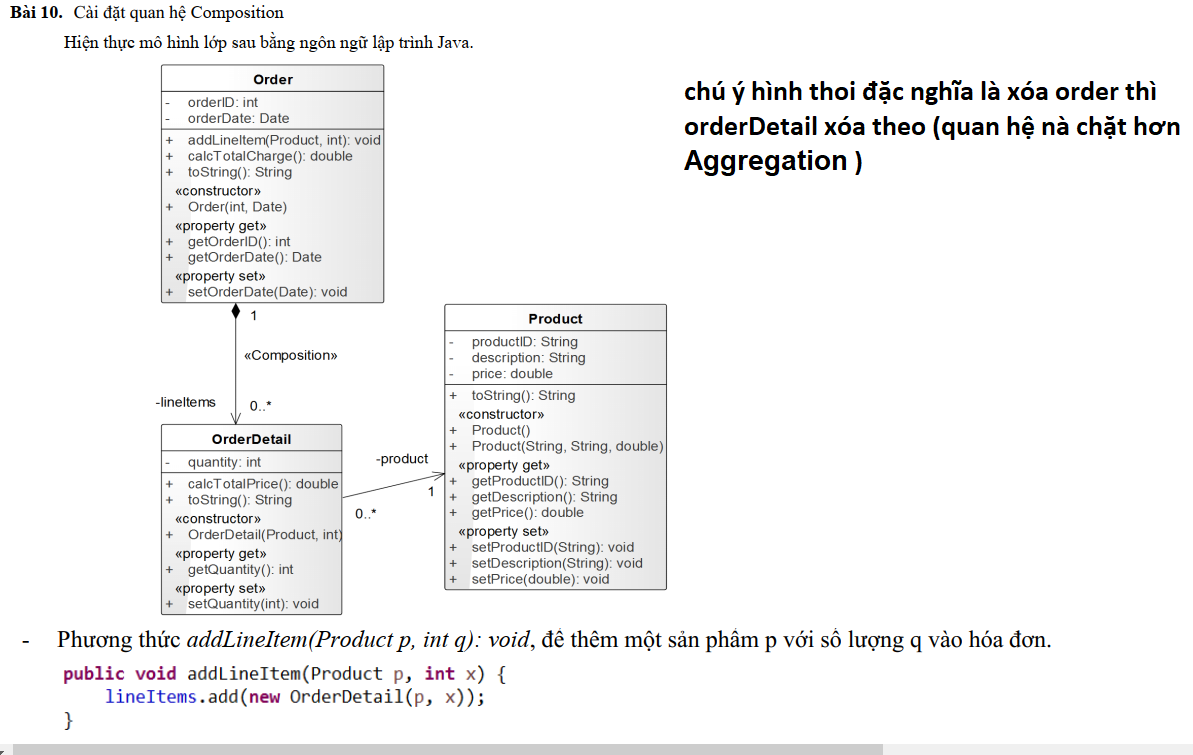 Bài 10. Cài đặt quan hệ Composition
Hiện thực mô hình lớp sau bằng ngôn ngữ lập trình Java.
chú ý hình thoi đặc nghĩa là xóa order thì
orderDetail xóa theo (quan hệ nà chặt hơn
Aggregation )
Order
- orderID: int
- orderDate: Date
+ addLineItem(Product, int): void
+ calcTotalCharge(): double
+ toString(): String
«constructor»
+ Order(int, Date)
«property get»
+ getOrderID(): int
+ getOrderDate(): Date
«property set»
+ setOrderDate(Date): void
1
«Composition»
-lineItems
0..*
OrderDetail
- quantity: int
+ calcTotalPrice(): double
+ toString(): String
«constructor»
+ OrderDetail(Product, int)
«property get»
+ getQuantity(): int
«property set»
+ setQuantity(int): void
-product
1
0..*
Product
- productID: String
- description: String
- price: double
+ toString(): String
«constructor»
+ Product()
+ Product(String, String, double)
«property get»
+ getProductID(): String
+ getDescription(): String
+ getPrice(): double
«property set»
+ setProductID(String): void
+ setDescription(String): void
+ setPrice(double): void
- Phương thức addLineItem(Product p, int q): void, để thêm một sản phẩm p với số lượng q vào hóa đơn.
public void addLineItem(Product p, int x) {
lineItems.add(new OrderDetail(p, x));
}